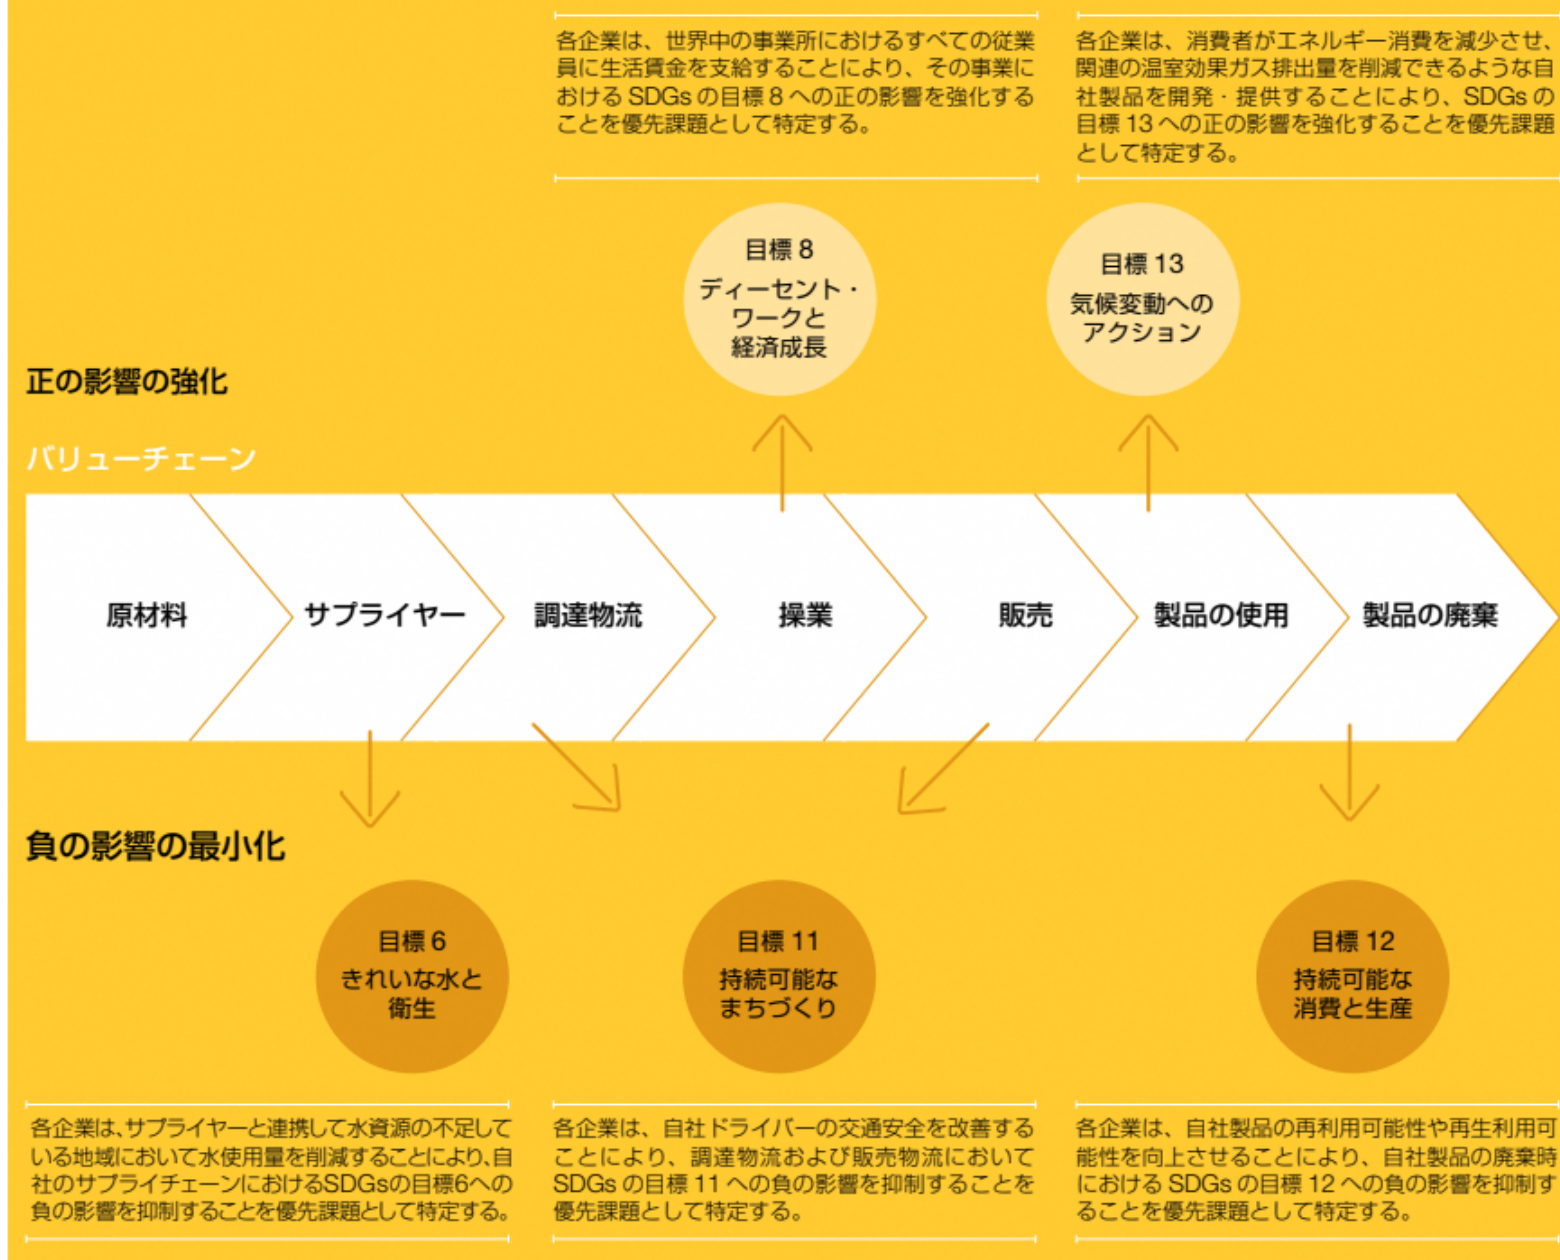 各企業は、世界中の事業所におけるすべての従業
員に生活賃金を支給することにより、その事業に
おける SDGs の目標 8 への正の影響を強化する
ことを優先課題として特定する。
各企業は、消費者がエネルギー消費を減少させ、
関連の温室効果ガス排出量を削減できるような自
社製品を開発・提供することにより、SDGs の
目標 13 への正の影響を強化することを優先課題
として特定する。
目標 8
ディーセント・
ワークと
経済成長
目標 13
気候変動への
アクション
正の影響の強化
バリューチェーン
原材料
サプライヤー
調達物流
操業
販売
製品の使用
製品の廃棄
負の影響の最小化
目標 6
きれいな水と
衛生
目標 11
持続可能な
まちづくり
目標 12
持続可能な
消費と生産
各企業は、サプライヤーと連携して水資源の不足して
いる地域において水使用量を削減することにより、自
社のサプライチェーンにおけるSDGsの目標6への
負の影響を抑制することを優先課題として特定する。
各企業は、自社ドライバーの交通安全を改善する
ことにより、調達物流および販売物流において
SDGs の目標 11 への負の影響を抑制することを
優先課題として特定する。
各企業は、自社製品の再利用可能性や再生利用可
能性を向上させることにより、自社製品の廃棄時
における SDGs の目標 12 への負の影響を抑制す
ることを優先課題として特定する。